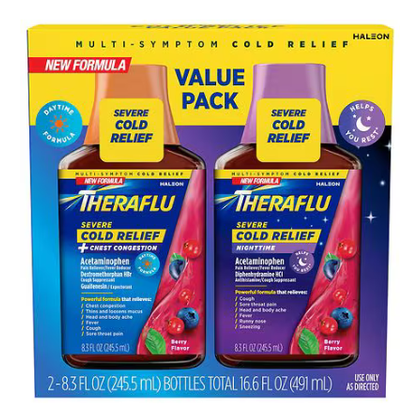 HALEON
MULTI-SYMPTOM COLD RELIEF
NEW FORMULA
VALUE
PACK
DAYTIME
FORMULA
SEVERE
COLD
RELIEF
SEVERE
COLD
RELIEF
HELPS
YOU REST*
MULTI-SYMPTOM COLD RELIEF
NEW FORMULA
HALEON
THERAFLU
SEVERE
COLD RELIEF
+ CHEST CONGESTION
Acetaminophen
Pain Reliever/Fever Reducer
Dextromethorphan HBr
Cough Suppressant
Guaifenesin / Expectorant
DAYTIME
FORMULA
Powerful formula that relieves:
Chest congestion
Thins and loosens mucus
Head and body ache
Fever
Cough
Sore throat pain
Berry
Flavor
8.3 FL OZ (245.5 mL)
MULTI-SYMPTOM COLD RELIEF
NEW FORMULA
HALEON
THERAFLU
SEVERE
COLD RELIEF
NIGHTTIME
Acetaminophen
Pain Reliever/Fever Reducer
Diphenhydramine HCl
Antihistamine/Cough Suppressant
HELPS
YOU REST*
Powerful formula that relieves:
Cough
Sore throat pain
Head and body ache
Fever
Runny nose
Sneezing
Berry
Flavor
8.3 FL OZ (245.5 mL)
2-8.3 FL OZ (245.5 mL) BOTTLES TOTAL 16.6 FL OZ (491 mL)
USE ONLY
AS DIRECTED